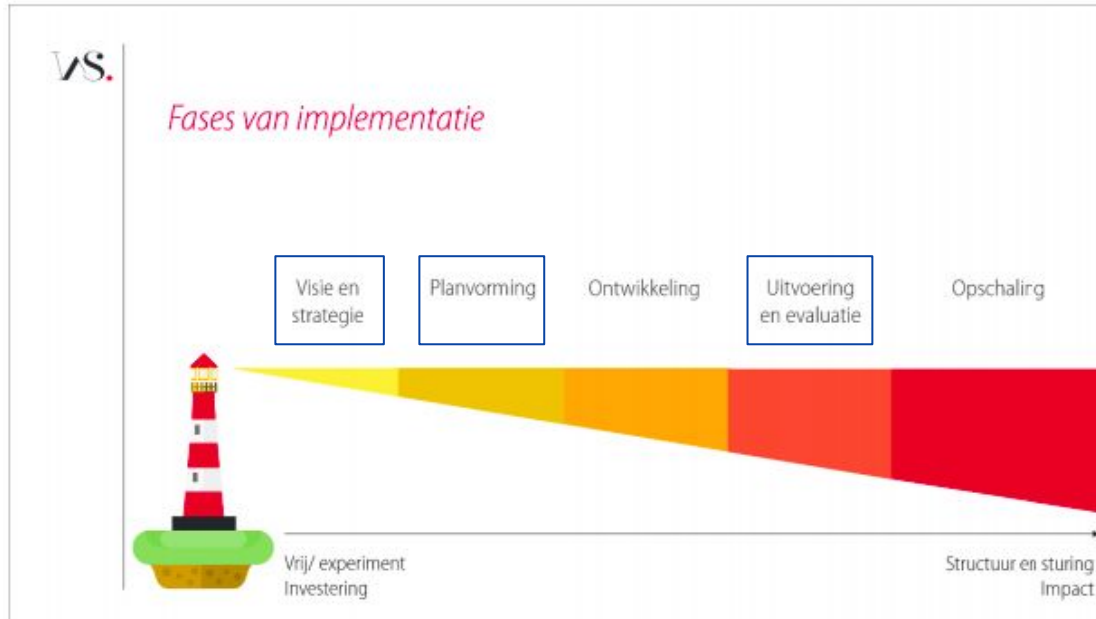 VS.
Fases van implementatie
Visie en
strategie
Planvorming
Ontwikkeling
Uitvoering
en evaluatie
Opschaling
Vrij/ experiment
Investering
Structuur en sturing
Impact